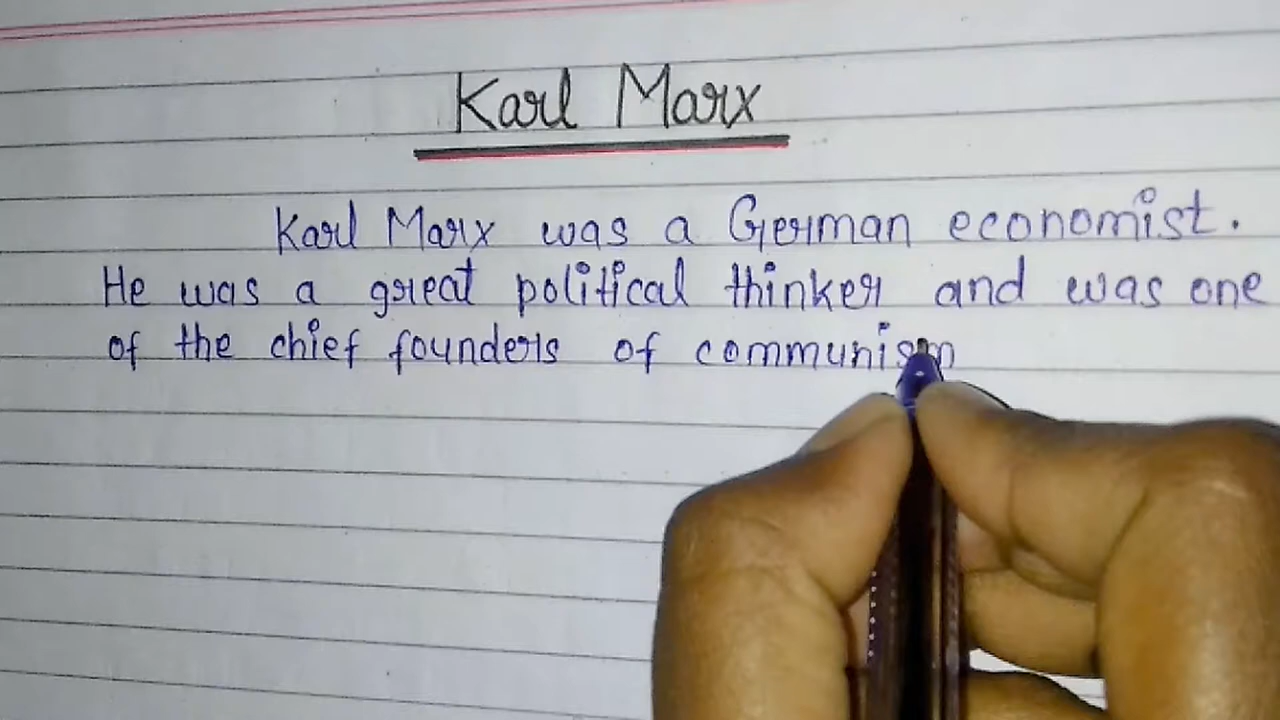 Karl Marx
Karl Marx was a German economist.
He was a great political thinker and was one
of the chief founders of communism